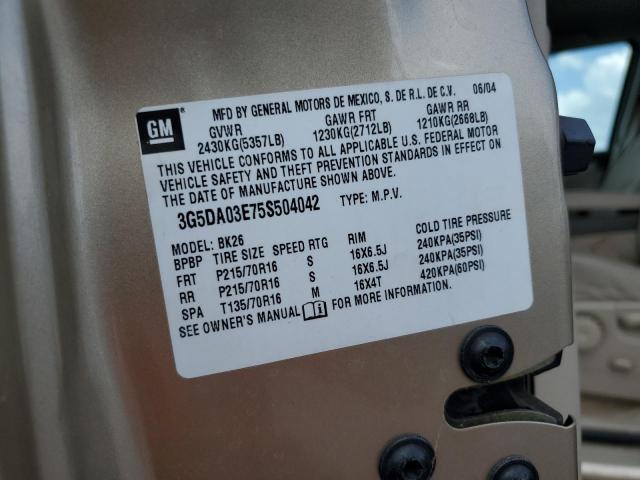 GM
MFD BY GENERAL MOTORS DE MEXICO, S. DE R.L. DE C.V. 06/04
GVWR GAWR FRT GAWR RR
2430KG(5357LB) 1230KG(2712LB) 1210KG(2668LB)
THIS VEHICLE CONFORMS TO ALL APPLICABLE U.S. FEDERAL MOTOR
VEHICLE SAFETY AND THEFT PREVENTION STANDARDS IN EFFECT ON
THE DATE OF MANUFACTURE SHOWN ABOVE.
3G5DA03E75S504042 TYPE: M.P.V.
MODEL: BK26
BPBP TIRE SIZE SPEED RTG RIM COLD TIRE PRESSURE
FRT P215/70R16 S 16X6.5J 240KPA(35PSI)
RR P215/70R16 S 16X6.5J 240KPA(35PSI)
SPA T135/70R16 M 16X4T 420KPA(60PSI)
SEE OWNER'S MANUAL FOR MORE INFORMATION.